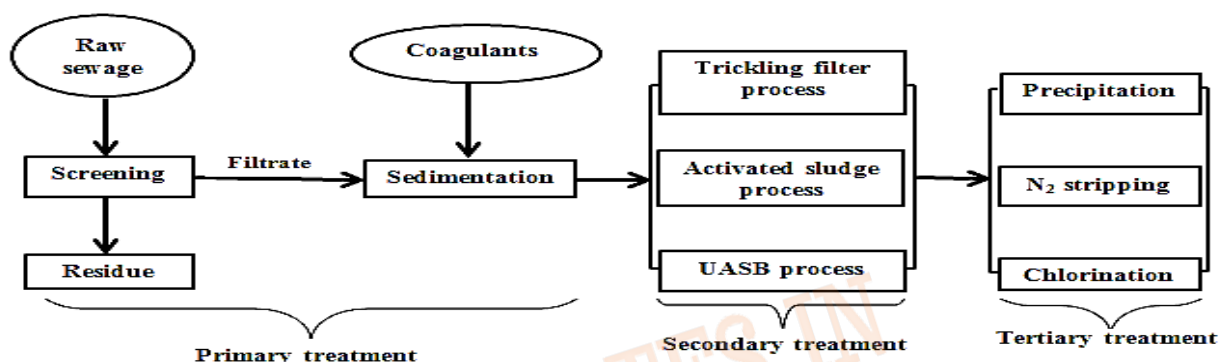 Raw
sewage
Coagulants
Trickling filter
process
Precipitation
Screening
Filtrate
Sedimentation
Activated sludge
process
N₂ stripping
Residue
UASB process
Chlorination
Primary treatment
Secondary treatment
Tertiary treatment